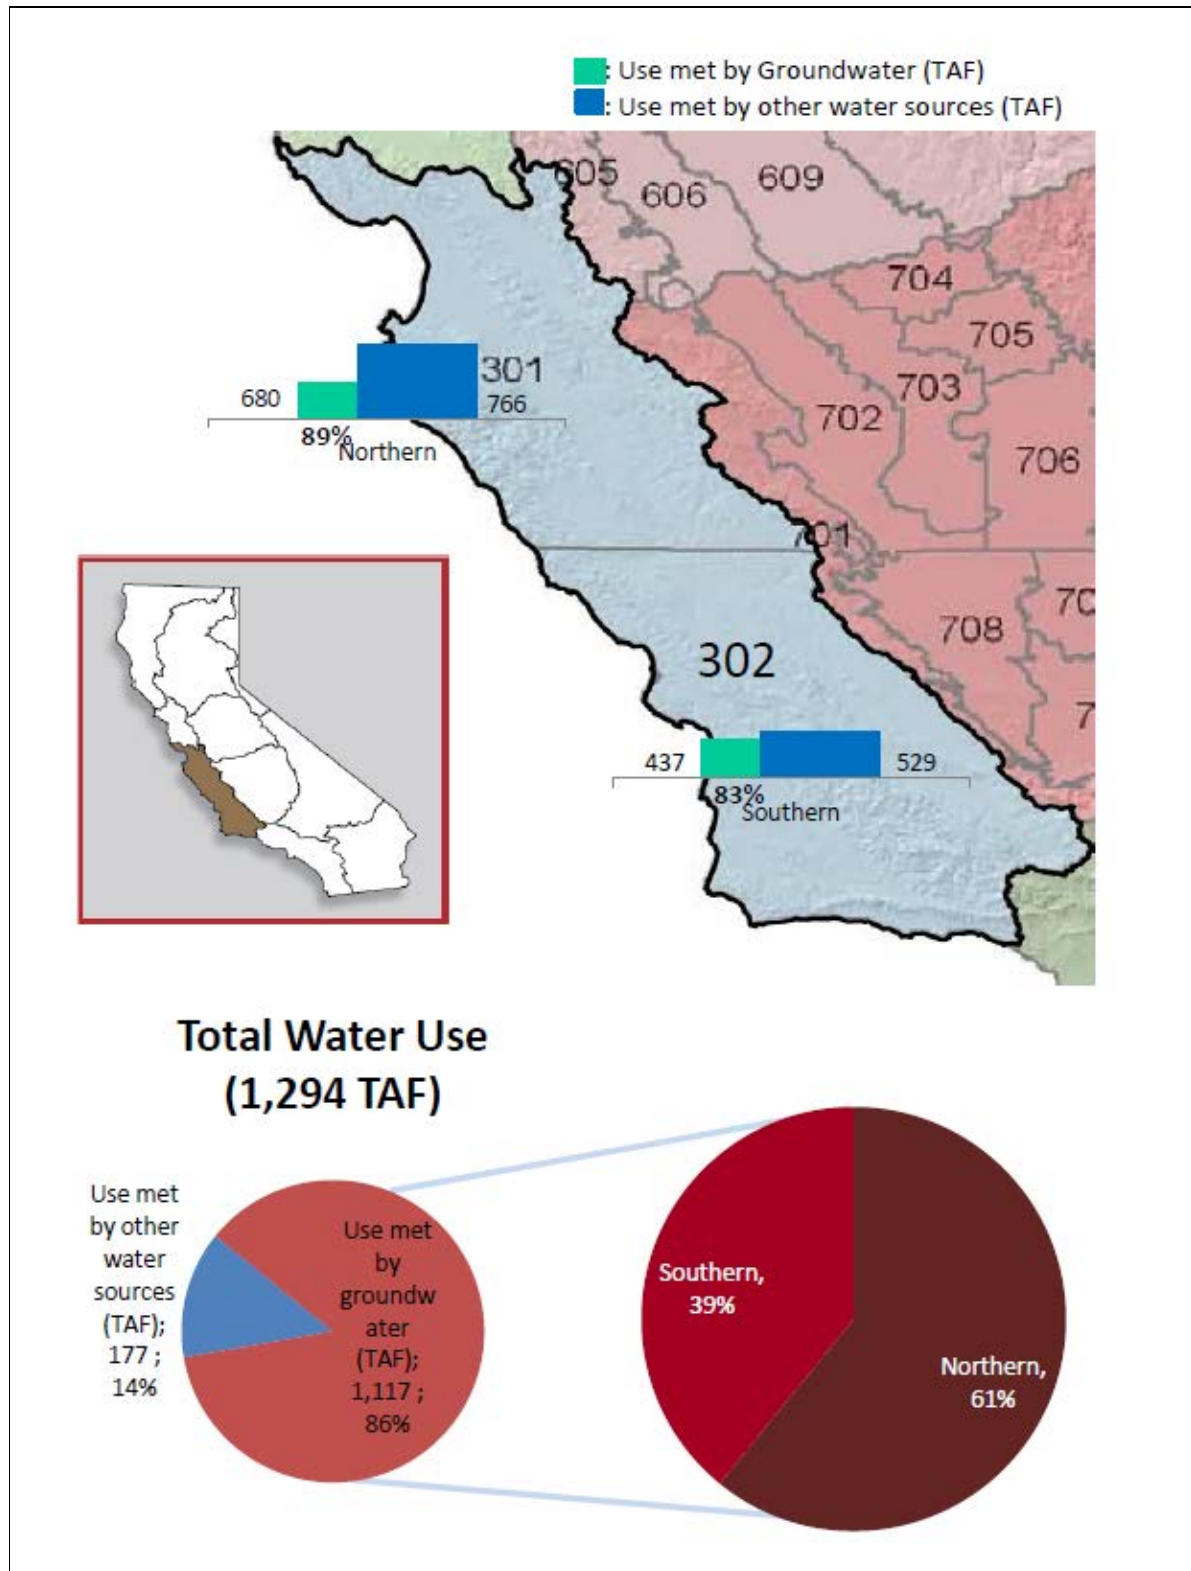 : Use met by Groundwater (TAF)
: Use met by other water sources (TAF)
605
606
609
704
705
301
703
680
766
702
89%
Northern
706
701
302
708
70
437
529
7
83%
Southern
Total Water Use
(1,294 TAF)
Use met
by other
water
sources
(TAF);
177 ;
14%
Use met
by
groundw
ater
(TAF);
1,117 ;
86%
Southern,
39%
Northern,
61%